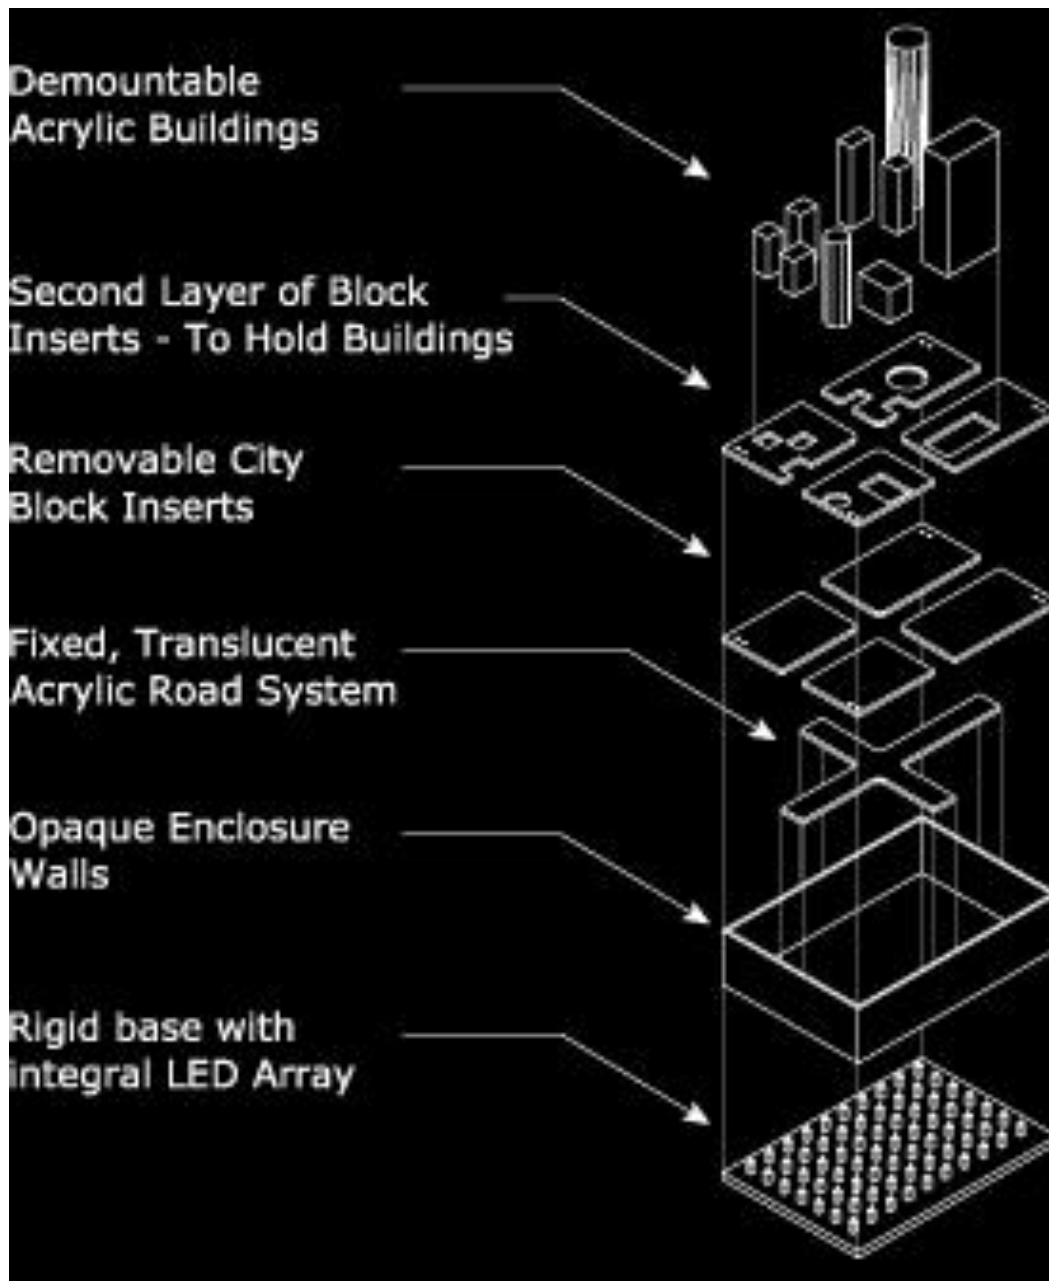 Demountable
Acrylic Buildings
Second Layer of Block
Inserts - To Hold Buildings
Removable City
Block Inserts
Fixed, Translucent
Acrylic Road System
Opaque Enclosure
Walls
Rigid base with
integral LED Array